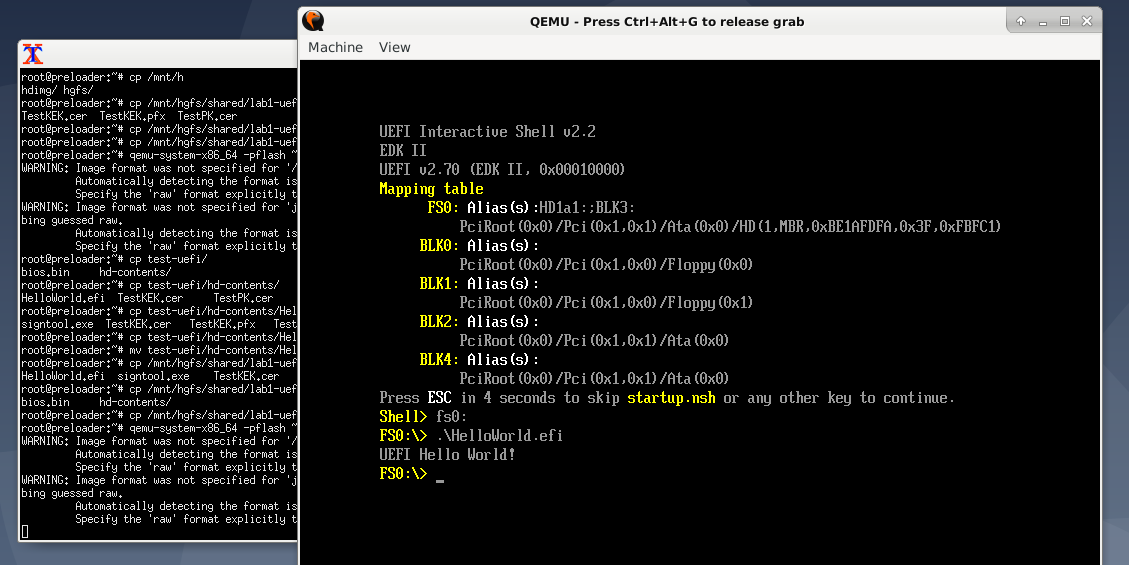 QEMU - Press Ctrl+Alt+G to release grab
Machine View
root@preloader:~# cp /mnt/h
hdimg/ hgfs/
root@preloader:~# cp /mnt/hgfs/shared/lab1-uef
TestKEK.cer TestKEK.pfx TestPK.cer
root@preloader:~# cp /mnt/hgfs/shared/lab1-uef
root@preloader:~# cp /mnt/hgfs/shared/lab1-uef
root@preloader:~# qemu-system-x86_64 -pflash ~
WARNING: Image format was not specified for '/
Automatically detecting the format is
Specify the 'raw' format explicitly t
WARNING: Image format was not specified for 'j
bing guessed raw.
Automatically detecting the format is
Specify the 'raw' format explicitly t
root@preloader:~# cp test-uefi/
bios.bin hd-contents/
root@preloader:~# cp test-uefi/hd-contents/
HelloWorld.efi TestKEK.cer TestPK.cer
root@preloader:~# cp test-uefi/hd-contents/Hel
signtool.exe TestKEK.cer TestKEK.pfx Test
root@preloader:~# cp test-uefi/hd-contents/Hel
root@preloader:~# mv test-uefi/hd-contents/Hel
root@preloader:~# cp /mnt/hgfs/shared/lab1-uef
HelloWorld.efi signtool.exe TestKEK.cer
root@preloader:~# cp /mnt/hgfs/shared/lab1-uef
bios.bin hd-contents/
root@preloader:~# cp /mnt/hgfs/shared/lab1-uef
root@preloader:~# qemu-system-x86_64 -pflash ~
WARNING: Image format was not specified for '/
Automatically detecting the format is
Specify the 'raw' format explicitly t
WARNING: Image format was not specified for 'j
bing guessed raw.
Automatically detecting the format is
Specify the 'raw' format explicitly t
UEFI Interactive Shell v2.2
EDK II
UEFI v2.70 (EDK II, 0x00010000)
Mapping table
FS0: Alias(s):HD1a1:;BLK3:
PciRoot(0x0)/Pci(0x1,0x1)/Ata(0x0)/HD(1,MBR,0xBE1AFDFA,0x3F,0xFBFC1)
BLK0: Alias(s):
PciRoot(0x0)/Pci(0x1,0x0)/Floppy(0x0)
BLK1: Alias(s):
PciRoot(0x0)/Pci(0x1,0x0)/Floppy(0x1)
BLK2: Alias(s):
PciRoot(0x0)/Pci(0x1,0x1)/Ata(0x0)
BLK4: Alias(s):
PciRoot(0x0)/Pci(0x1,0x1)/Ata(0x0)
Press ESC in 4 seconds to skip startup.nsh or any other key to continue.
Shell> fs0:
FS0:\> .\HelloWorld.efi
UEFI Hello World!
FS0:\> _